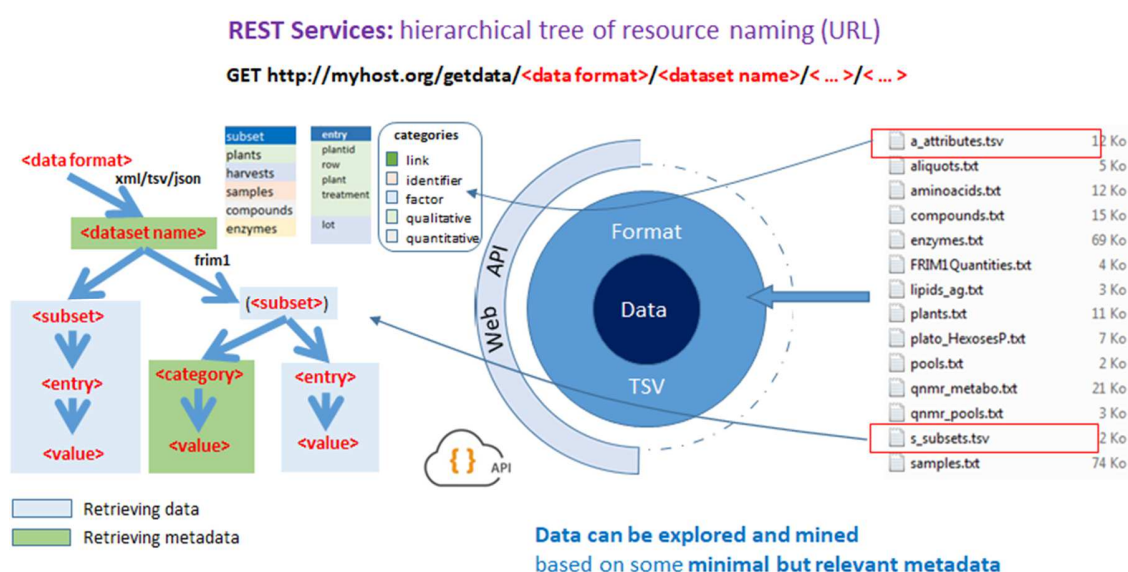 REST Services: hierarchical tree of resource naming (URL)
GET http://myhost.org/getdata/<data format>/<dataset name>/< ... >/< ... >
<data format>
xml/tsv/json
<dataset name>
frim1
<subset>
(<subset>)
<entry>
<category>
<entry>
<value>
<value>
<value>
Retrieving data
Retrieving metadata
subset
plants
harvests
samples
compounds
enzymes
entry
plantid
row
plant
treatment
lot
categories
link
identifier
factor
qualitative
quantitative
Web API
Format
Data
TSV
{ } API
a_attributes.tsv 12 Ko
aliquots.txt 5 Ko
aminoacids.txt 12 Ko
compounds.txt 15 Ko
enzymes.txt 69 Ko
FRIM1Quantities.txt 4 Ko
lipids_ag.txt 3 Ko
plants.txt 11 Ko
plato_HexosesP.txt 7 Ko
pools.txt 2 Ko
qnmr_metabo.txt 21 Ko
qnmr_pools.txt 3 Ko
s_subsets.tsv 2 Ko
samples.txt 74 Ko
Data can be explored and mined
based on some minimal but relevant metadata